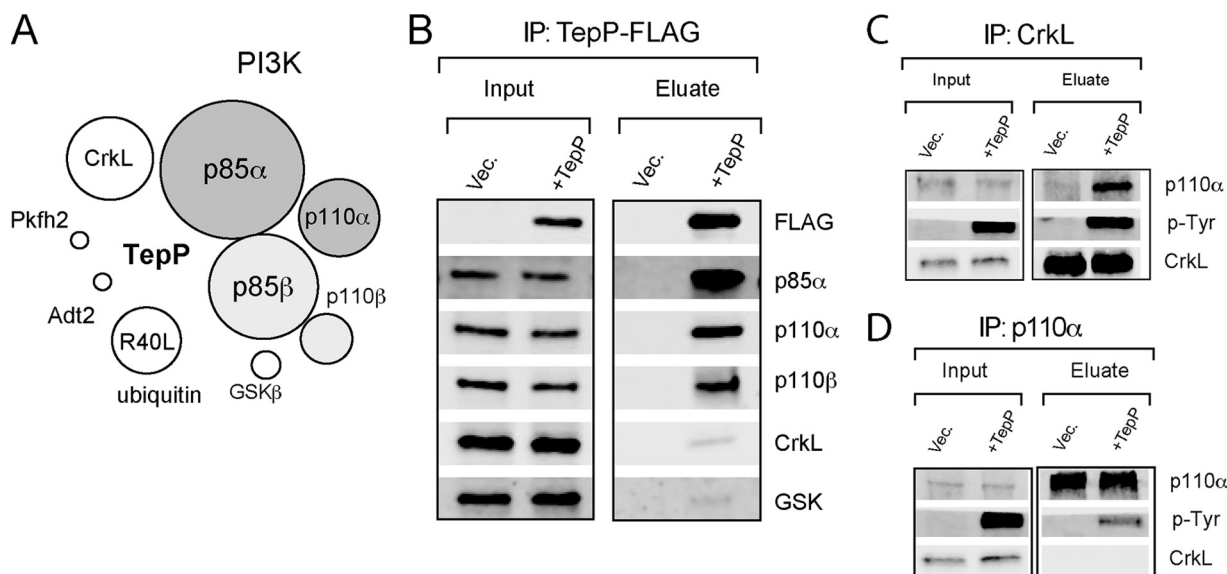 A
PI3K
CrkL
p85α
p110α
Pkfh2
TepP
p85β
p110β
Adt2
R40L
ubiquitin
GSKβ
B
IP: TepP-FLAG
Input
Eluate
Vec.
+TepP
Vec.
+TepP
FLAG
p85α
p110α
p110β
CrkL
GSK
C
IP: CrkL
Input
Eluate
Vec.
+TepP
Vec.
+TepP
p110α
p-Tyr
CrkL
D
IP: p110α
Input
Eluate
Vec.
+TepP
Vec.
+TepP
p110α
p-Tyr
CrkL